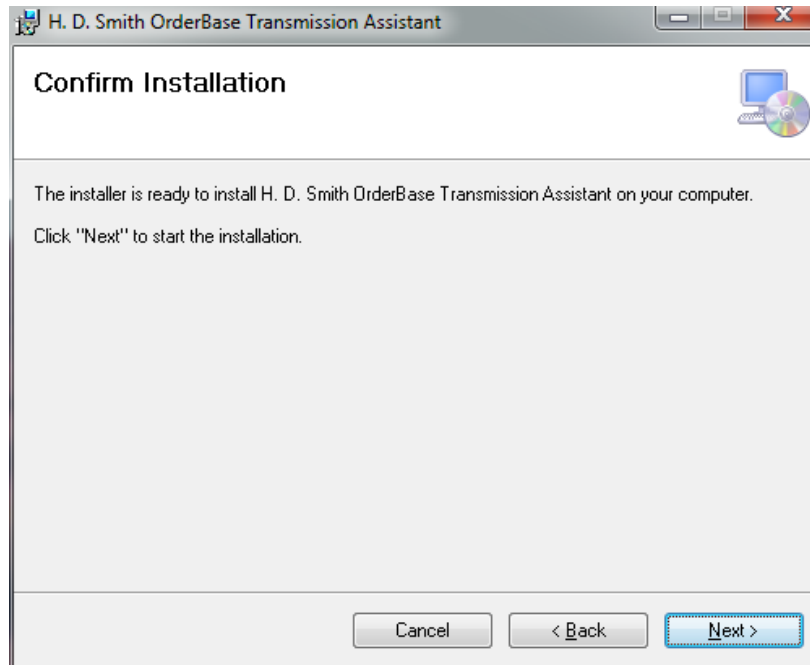 H. D. Smith OrderBase Transmission Assistant
Confirm Installation
The installer is ready to install H. D. Smith OrderBase Transmission Assistant on your computer.
Click "Next" to start the installation.
Cancel
< Back
Next >